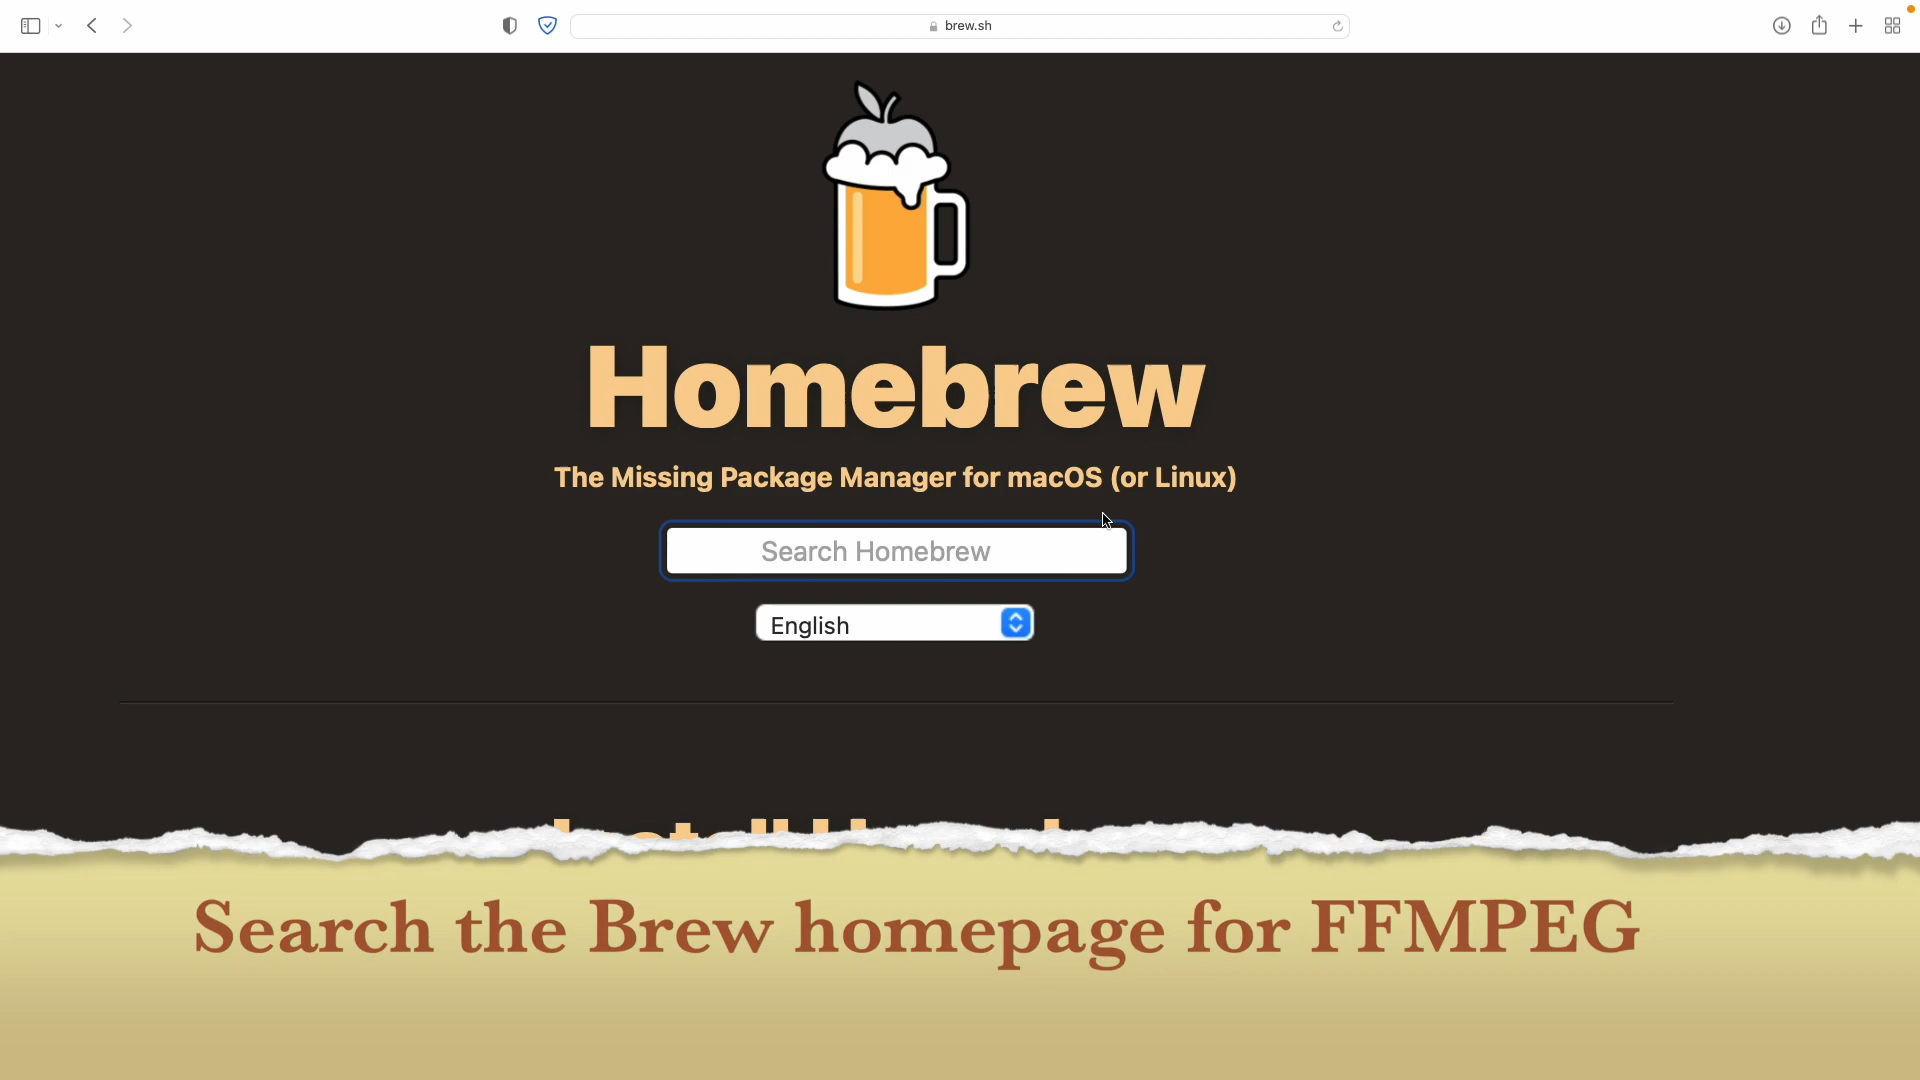 brew.sh
Homebrew
The Missing Package Manager for macOS (or Linux)
Search Homebrew
English
Search the Brew homepage for FFMPEG